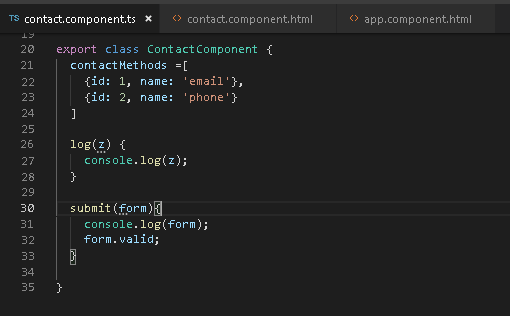 TS contact.component.ts × <> contact.component.html <> app.component.html
19
20 export class ContactComponent {
21   contactMethods =[
22     {id: 1, name: 'email'},
23     {id: 2, name: 'phone'}
24   ]
25
26   log(z) {
27     console.log(z);
28   }
29
30   submit(form){
31     console.log(form);
32     form.valid;
33   }
34
35 }